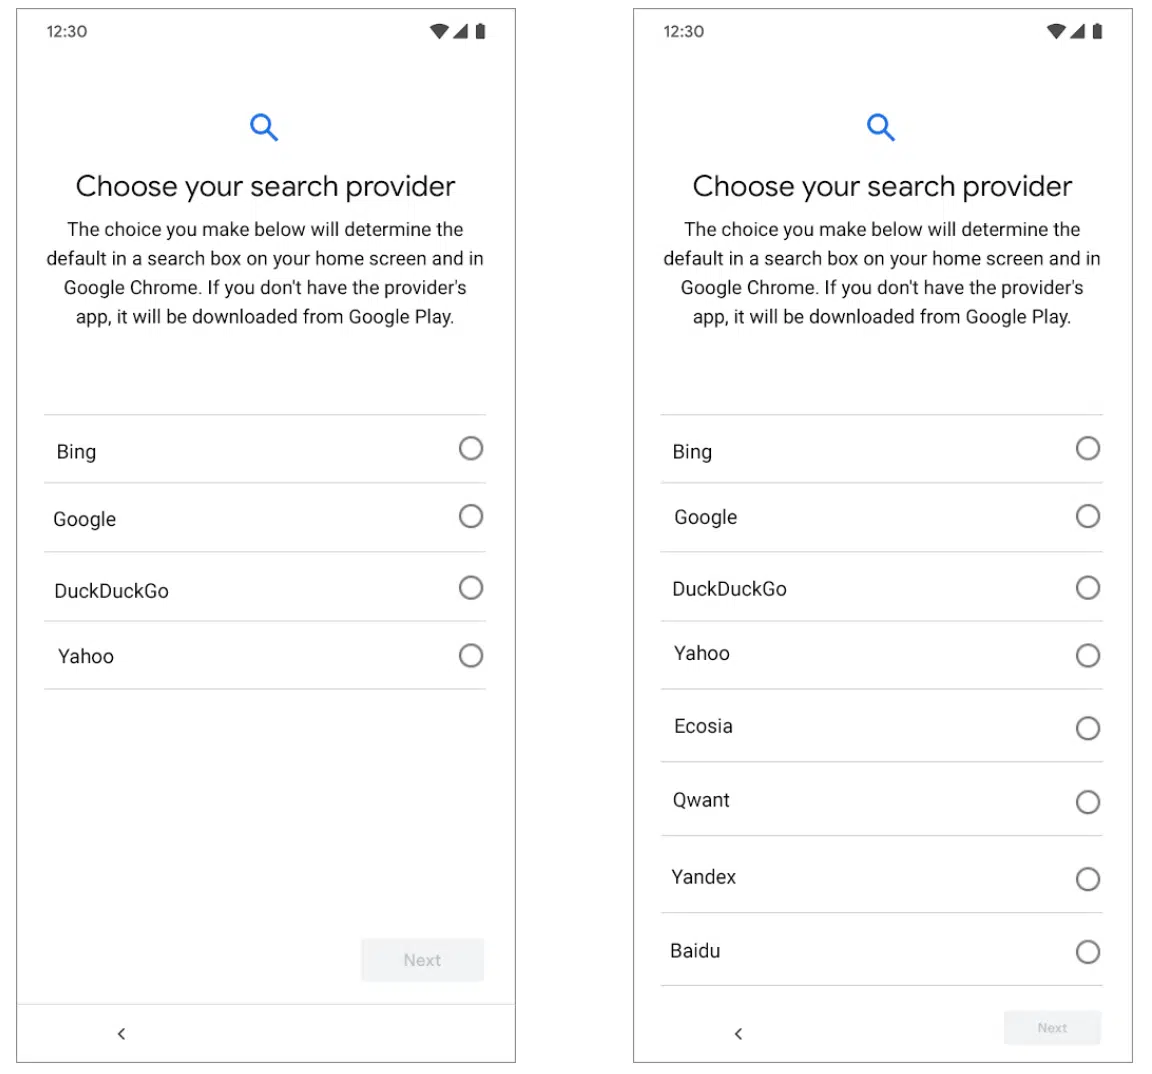 12:30
Choose your search provider
The choice you make below will determine the
default in a search box on your home screen and in
Google Chrome. If you don't have the provider's
app, it will be downloaded from Google Play.
Bing
Google
DuckDuckGo
Yahoo
Next
12:30
Choose your search provider
The choice you make below will determine the
default in a search box on your home screen and in
Google Chrome. If you don't have the provider's
app, it will be downloaded from Google Play.
Bing
Google
DuckDuckGo
Yahoo
Ecosia
Qwant
Yandex
Baidu
Next